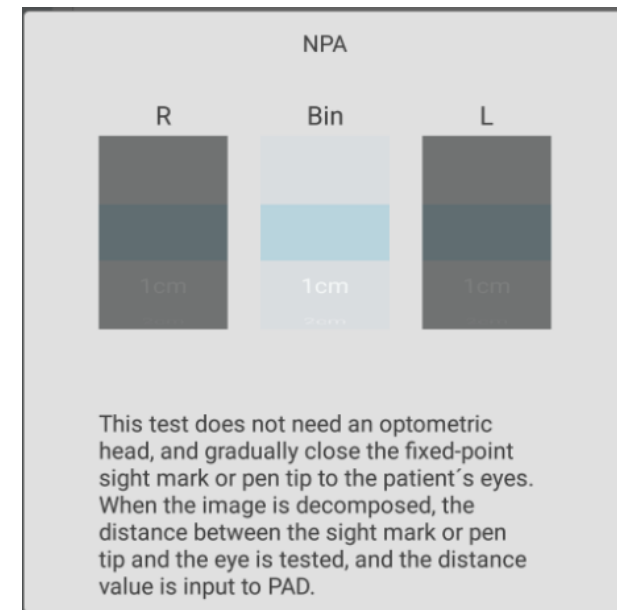 NPA
R Bin L
1cm 1cm 1cm
This test does not need an optometric
head, and gradually close the fixed-point
sight mark or pen tip to the patient´s eyes.
When the image is decomposed, the
distance between the sight mark or pen
tip and the eye is tested, and the distance
value is input to PAD.